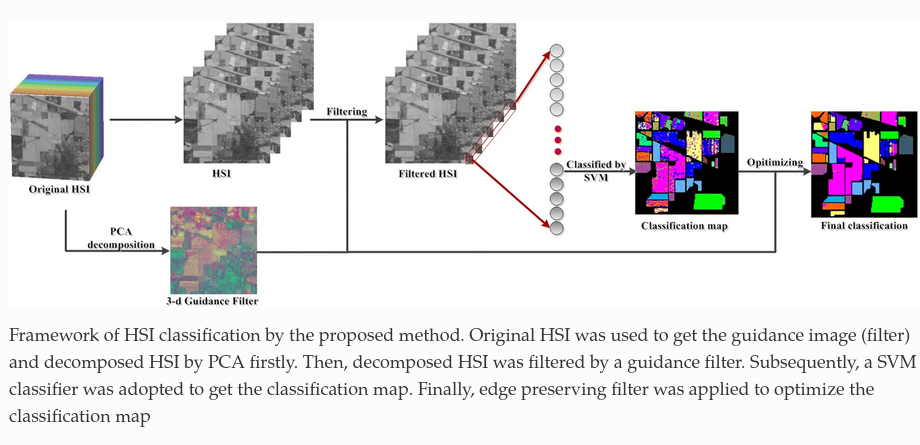 Filtering
Original HSI
HSI
Filtered HSI
Classified by
SVM
Opitimizing
Classification map
Final classification
PCA
decomposition
3-d Guidance Filter
Framework of HSI classification by the proposed method. Original HSI was used to get the guidance image (filter)
and decomposed HSI by PCA firstly. Then, decomposed HSI was filtered by a guidance filter. Subsequently, a SVM
classifier was adopted to get the classification map. Finally, edge preserving filter was applied to optimize the
classification map